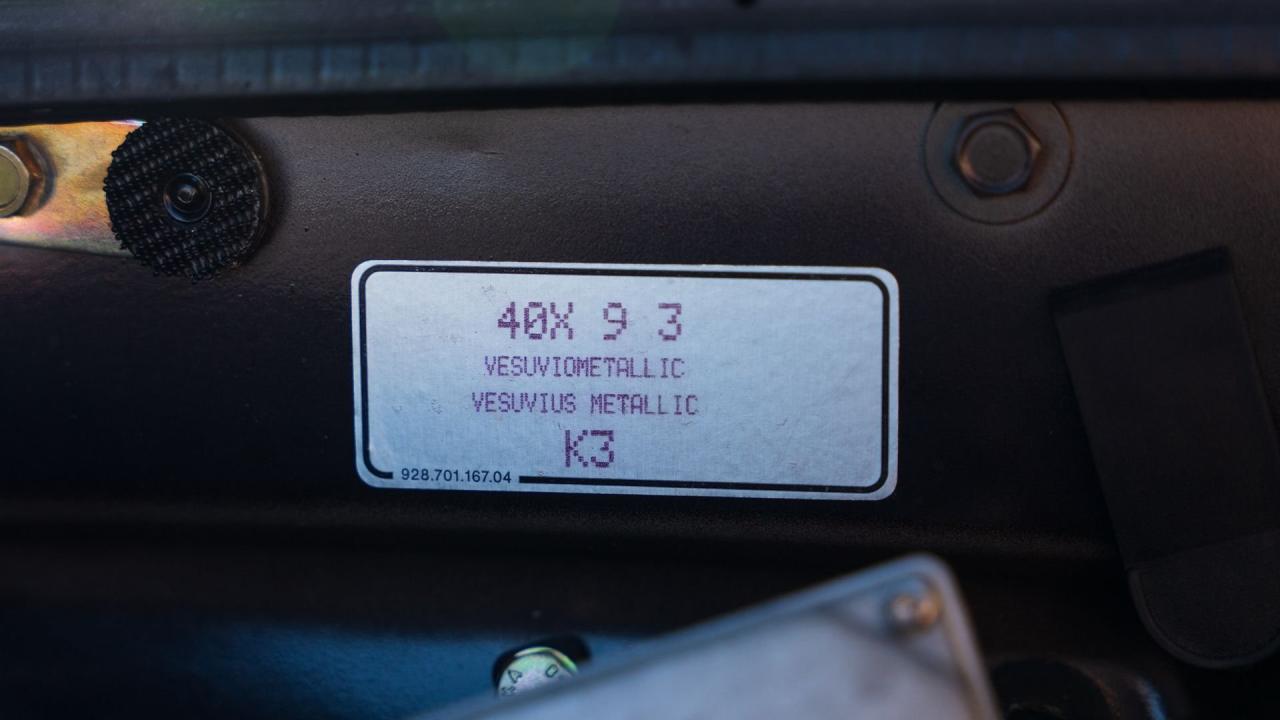 40X 9 3
VESUVIOMETALLIC
VESUVIUS METALLIC
K3
928.701.167.04